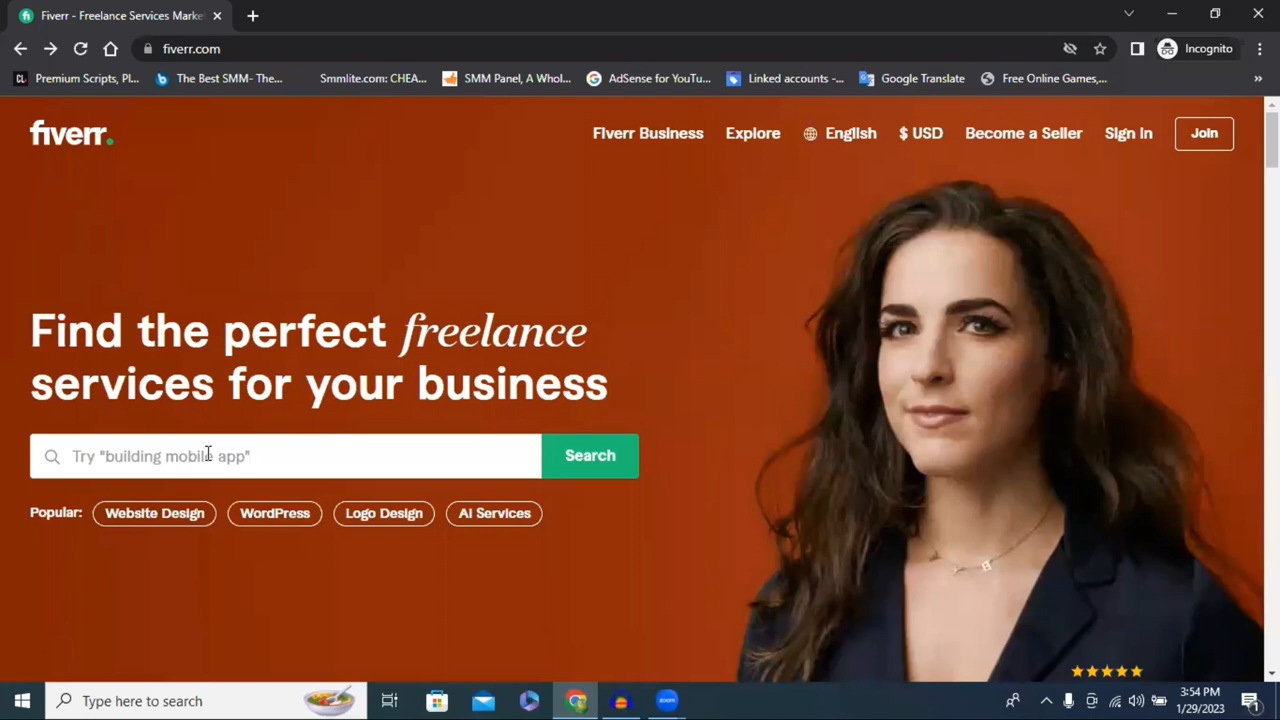 Fiverr - Freelance Services Marke
fiverr.com
Incognito
Premium Scripts, Pl...
The Best SMM- The...
Smmlite.com: CHEA...
SMM Panel, A Whol...
AdSense for YouTu...
Linked accounts -...
Google Translate
Free Online Games,...
fiverr.
Fiverr Business
Explore
English
$ USD
Become a Seller
Sign In
Join
Find the perfect freelance
services for your business
Try "building mobile app"
Search
Popular:
Website Design
WordPress
Logo Design
AI Services
Type here to search
zoom
3:54 PM
1/29/2023